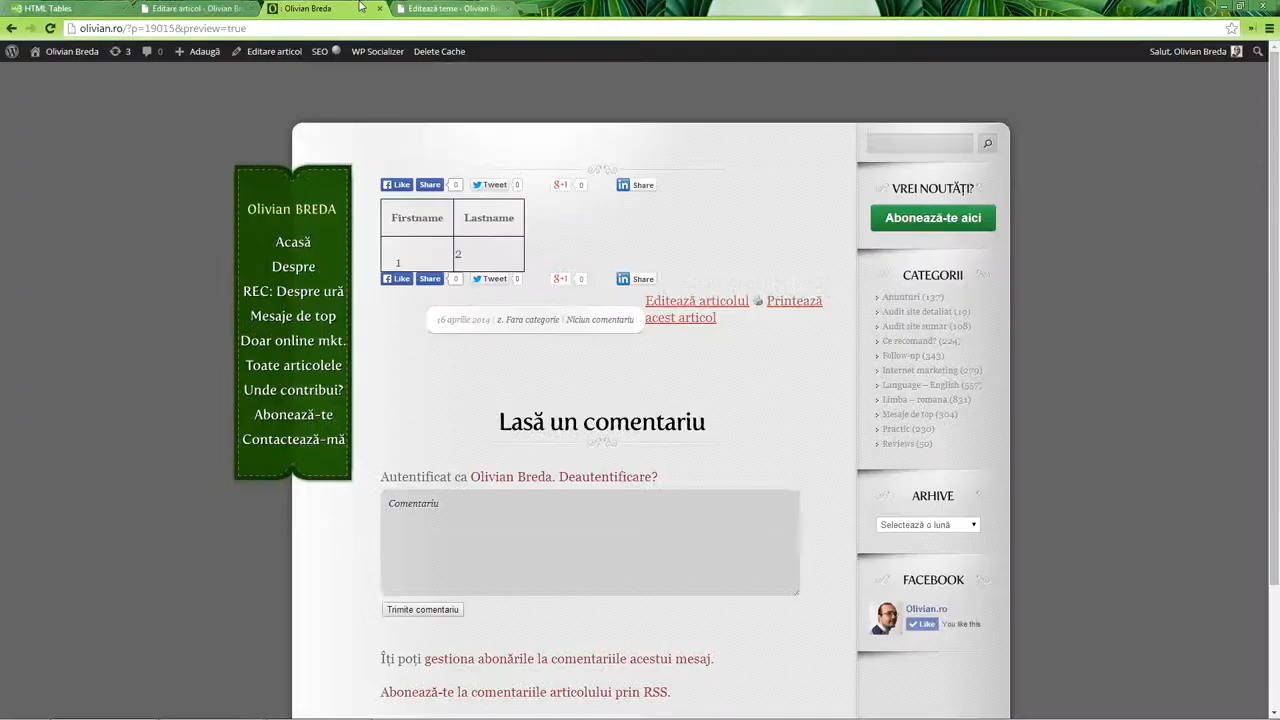 HTML Tables
Editare articol ‹ Olivian Bred
: Olivian Breda
Editează teme ‹ Olivian Bre
olivian.ro/?p=19015&preview=true
Olivian Breda
3
0
Adaugă
Editare articol
SEO
WP Socializer
Delete Cache
Salut, Olivian Breda
Olivian BREDA
Acasă
Despre
REC: Despre ură
Mesaje de top
Doar online mkt.
Toate articolele
Unde contribui?
Abonează-te
Contactează-mă
Like Share 0 Tweet 0 g+1 0 in Share
Firstname Lastname
1 2
Like Share 0 Tweet 0 g+1 0 in Share
16 aprilie 2014 | z. Fara categorie | Niciun comentariu
Editează articolul Printează
acest articol
Lasă un comentariu
Autentificat ca Olivian Breda. Deautentificare?
Comentariu
Trimite comentariu
Îți poți gestiona abonările la comentariile acestui mesaj.
Abonează-te la comentariile articolului prin RSS.
VREI NOUTĂȚI?
Abonează-te aici
CATEGORII
Anunturi (137)
Audit site detaliat (19)
Audit site sumar (108)
Ce recomand? (224)
Follow-up (343)
Internet marketing (279)
Language – English (557)
Limba – romana (831)
Mesaje de top (304)
Practic (230)
Reviews (50)
ARHIVE
Selectează o lună
FACEBOOK
Olivian.ro
Like You like this